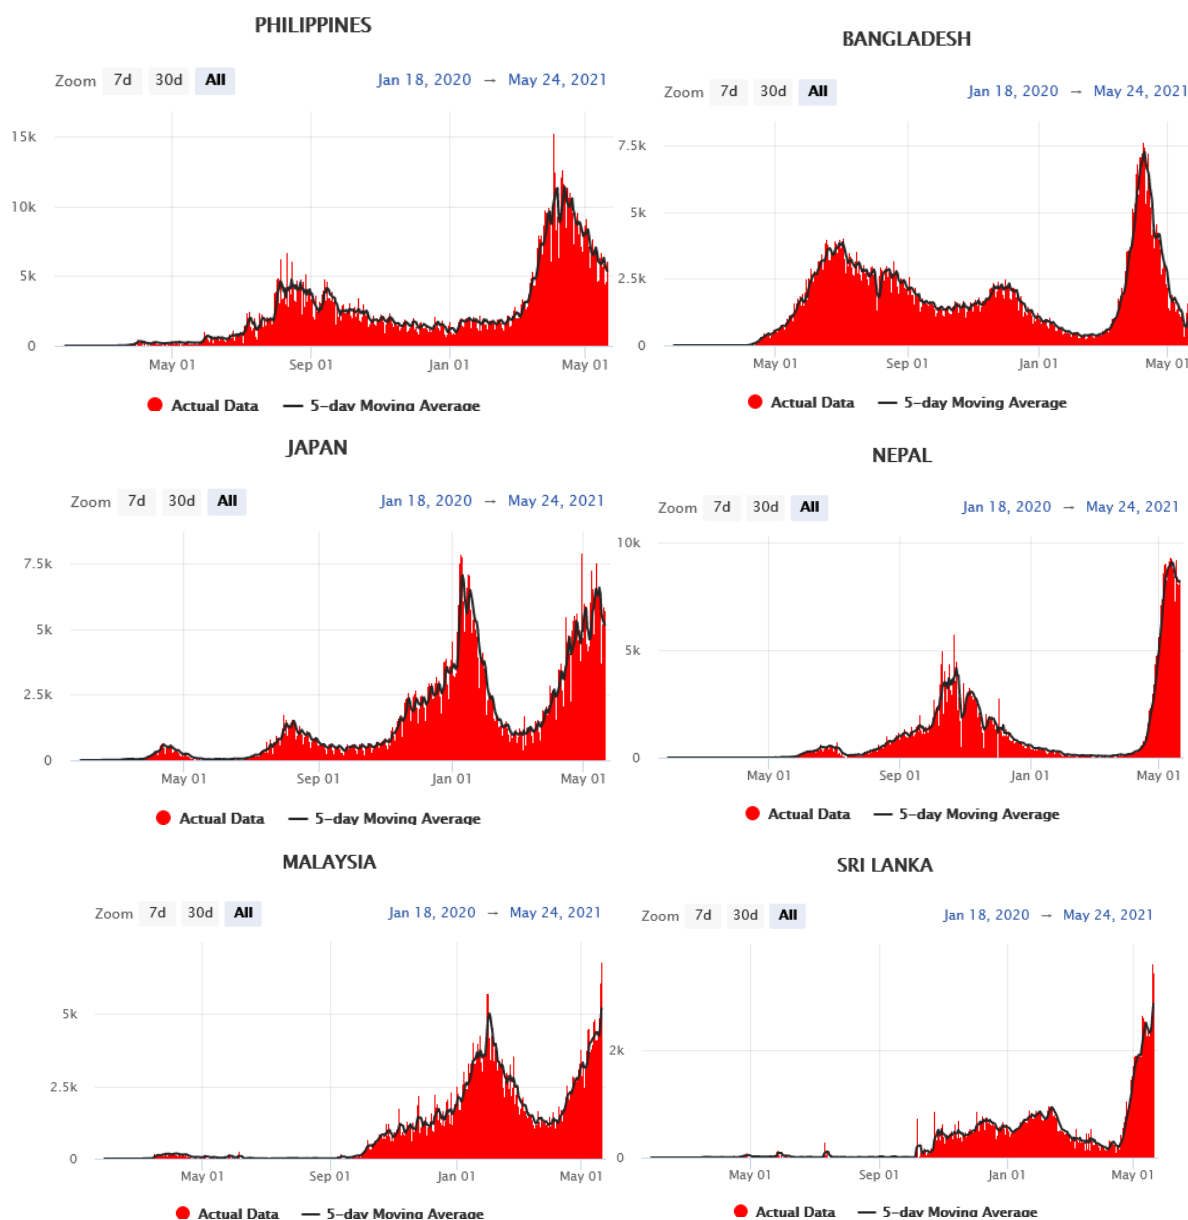 PHILIPPINES
Zoom 7d 30d All Jan 18, 2020 → May 24, 2021
15k
10k
5k
0
May 01 Sep 01 Jan 01 May 01
Actual Data 5-day Moving Average
BANGLADESH
Zoom 7d 30d All Jan 18, 2020 → May 24, 2021
7.5k
5k
2.5k
0
May 01 Sep 01 Jan 01 May 01
Actual Data 5-day Moving Average
JAPAN
Zoom 7d 30d All Jan 18, 2020 → May 24, 2021
7.5k
5k
2.5k
0
May 01 Sep 01 Jan 01 May 01
Actual Data 5-day Moving Average
NEPAL
Zoom 7d 30d All Jan 18, 2020 → May 24, 2021
10k
5k
0
May 01 Sep 01 Jan 01 May 01
Actual Data 5-day Moving Average
MALAYSIA
Zoom 7d 30d All Jan 18, 2020 → May 24, 2021
5k
2.5k
0
May 01 Sep 01 Jan 01 May 01
Actual Data 5-day Moving Average
SRI LANKA
Zoom 7d 30d All Jan 18, 2020 → May 24, 2021
2k
0
May 01 Sep 01 Jan 01 May 01
Actual Data 5-day Moving Average